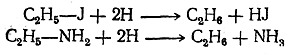 C₂H₅—J + 2H ⟶ C₂H₆ + HJ
C₂H₅—NH₂ + 2H ⟶ C₂H₆ + NH₃